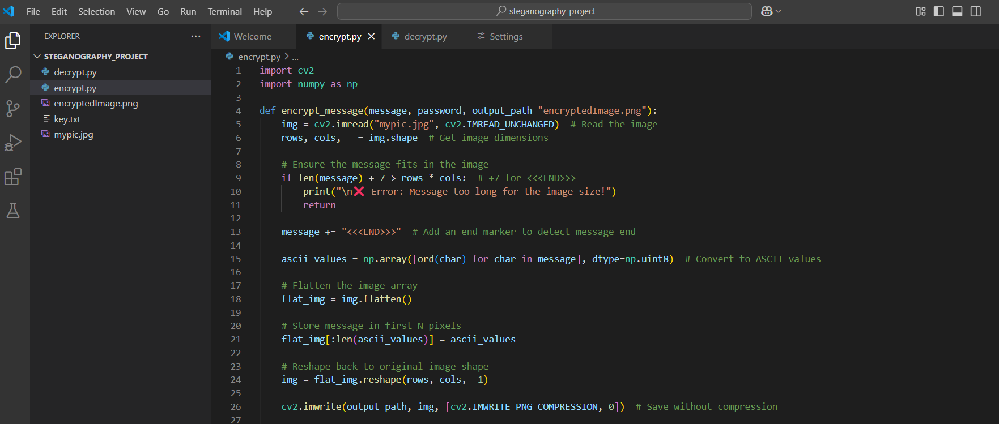 File Edit Selection View Go Run Terminal Help
steganography_project
EXPLORER
STEGANOGRAPHY_PROJECT
decrypt.py
encrypt.py
encryptedImage.png
key.txt
mypic.jpg
Welcome encrypt.py decrypt.py Settings
encrypt.py > ...
1 import cv2
2 import numpy as np
3
4 def encrypt_message(message, password, output_path="encryptedImage.png"):
5     img = cv2.imread("mypic.jpg", cv2.IMREAD_UNCHANGED)  # Read the image
6     rows, cols, _ = img.shape  # Get image dimensions
7
8     # Ensure the message fits in the image
9     if len(message) + 7 > rows * cols:  # +7 for <<<END>>>
10         print("\n❌ Error: Message too long for the image size!")
11         return
12
13     message += "<<<END>>>"  # Add an end marker to detect message end
14
15     ascii_values = np.array([ord(char) for char in message], dtype=np.uint8)  # Convert to ASCII values
16
17     # Flatten the image array
18     flat_img = img.flatten()
19
20     # Store message in first N pixels
21     flat_img[:len(ascii_values)] = ascii_values
22
23     # Reshape back to original image shape
24     img = flat_img.reshape(rows, cols, -1)
25
26     cv2.imwrite(output_path, img, [cv2.IMWRITE_PNG_COMPRESSION, 0])  # Save without compression
27